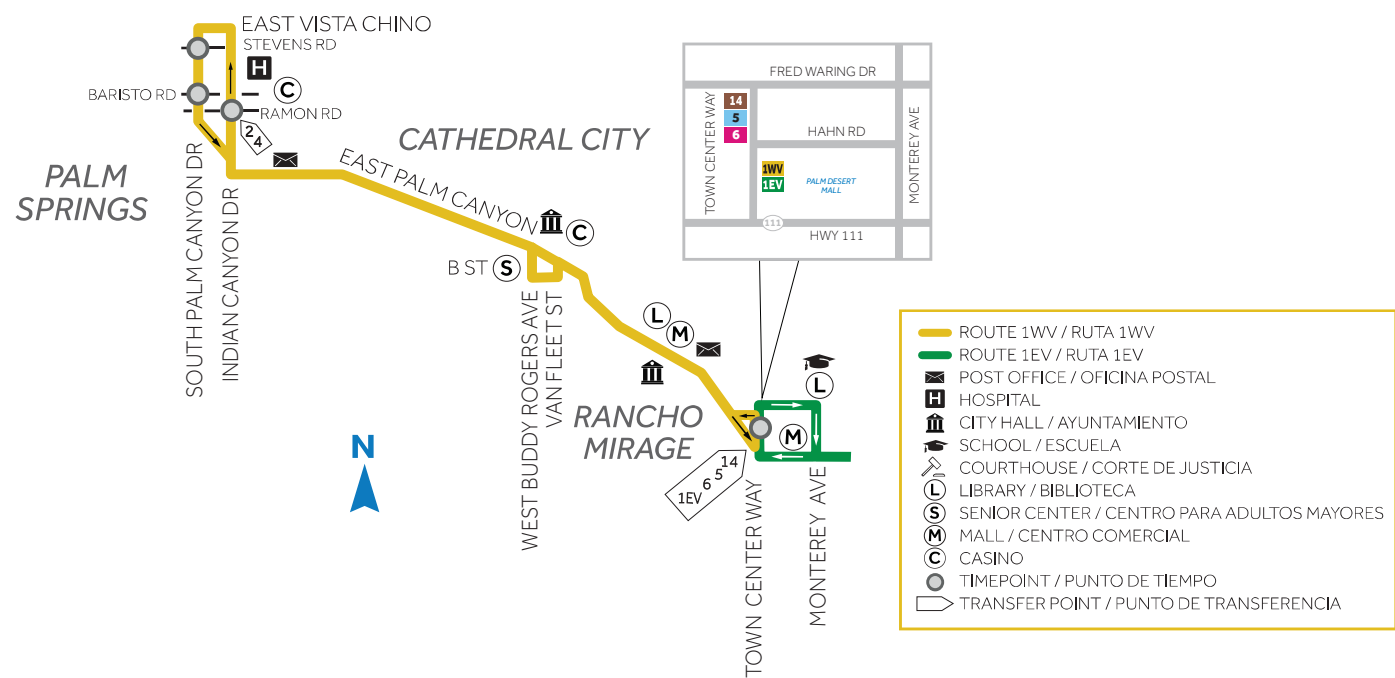 EAST VISTA CHINO
STEVENS RD
H
C
BARISTO RD
RAMON RD
2
4
PALM
SPRINGS
SOUTH PALM CANYON DR
INDIAN CANYON DR
CATHEDRAL CITY
EAST PALM CANYON
C
B ST
S
WEST BUDDY ROGERS AVE
VAN FLEET ST
L
M
RANCHO
MIRAGE
L
M
14
5
6
1EV
TOWN CENTER WAY
MONTEREY AVE
N
FRED WARING DR
TOWN CENTER WAY
14
5
6
HAHN RD
MONTEREY AVE
1WV
1EV
PALM DESERT
MALL
111
HWY 111
ROUTE 1WV / RUTA 1WV
ROUTE 1EV / RUTA 1EV
POST OFFICE / OFICINA POSTAL
H HOSPITAL
CITY HALL / AYUNTAMIENTO
SCHOOL / ESCUELA
COURTHOUSE / CORTE DE JUSTICIA
L LIBRARY / BIBLIOTECA
S SENIOR CENTER / CENTRO PARA ADULTOS MAYORES
M MALL / CENTRO COMERCIAL
C CASINO
TIMEPOINT / PUNTO DE TIEMPO
TRANSFER POINT / PUNTO DE TRANSFERENCIA